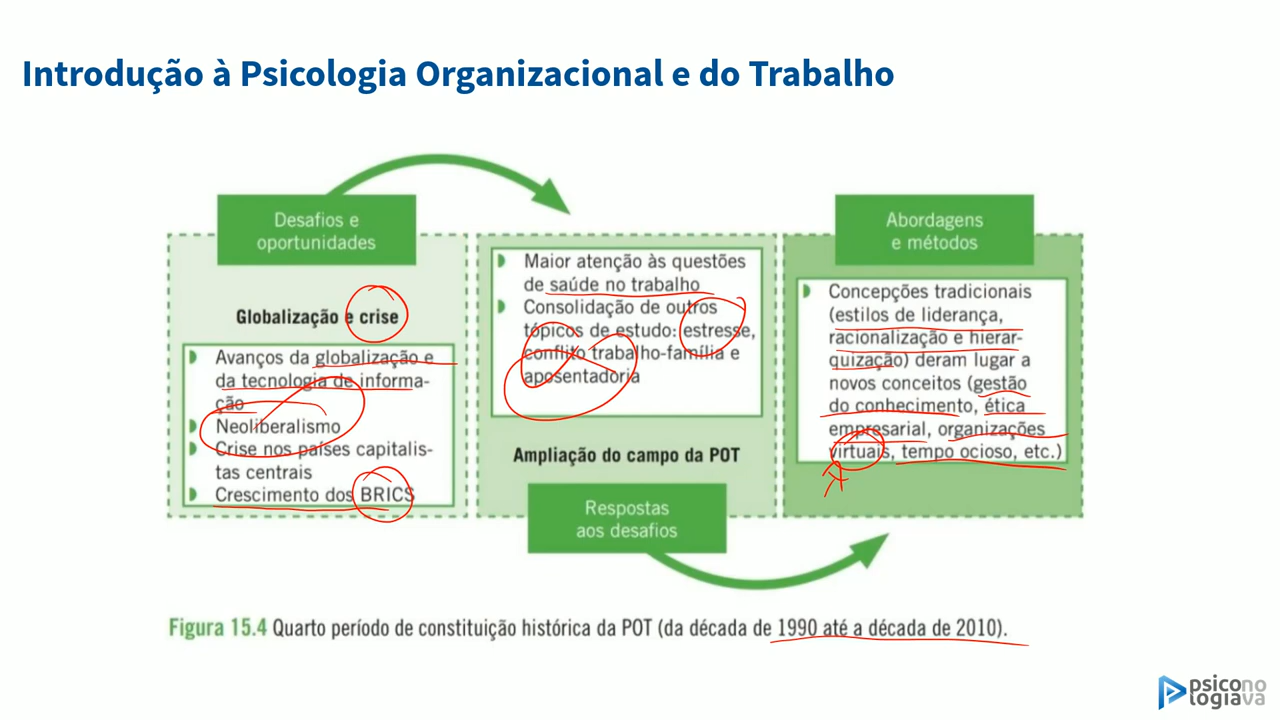 Introdução à Psicologia Organizacional e do Trabalho
Desafios e
oportunidades
Globalização e crise
Avanços da globalização e
da tecnologia de informa-
ção
Neoliberalismo
Crise nos países capitalis-
tas centrais
Crescimento dos BRICS
Maior atenção às questões
de saúde no trabalho
Consolidação de outros
tópicos de estudo: estresse,
conflito trabalho-família e
aposentadoria
Ampliação do campo da POT
Respostas
aos desafios
Abordagens
e métodos
Concepções tradicionais
(estilos de liderança,
racionalização e hierar-
quização) deram lugar a
novos conceitos (gestão
do conhecimento, ética
empresarial, organizações
virtuais, tempo ocioso, etc.)
Figura 15.4 Quarto período de constituição histórica da POT (da década de 1990 até a década de 2010).
psicono
logiava